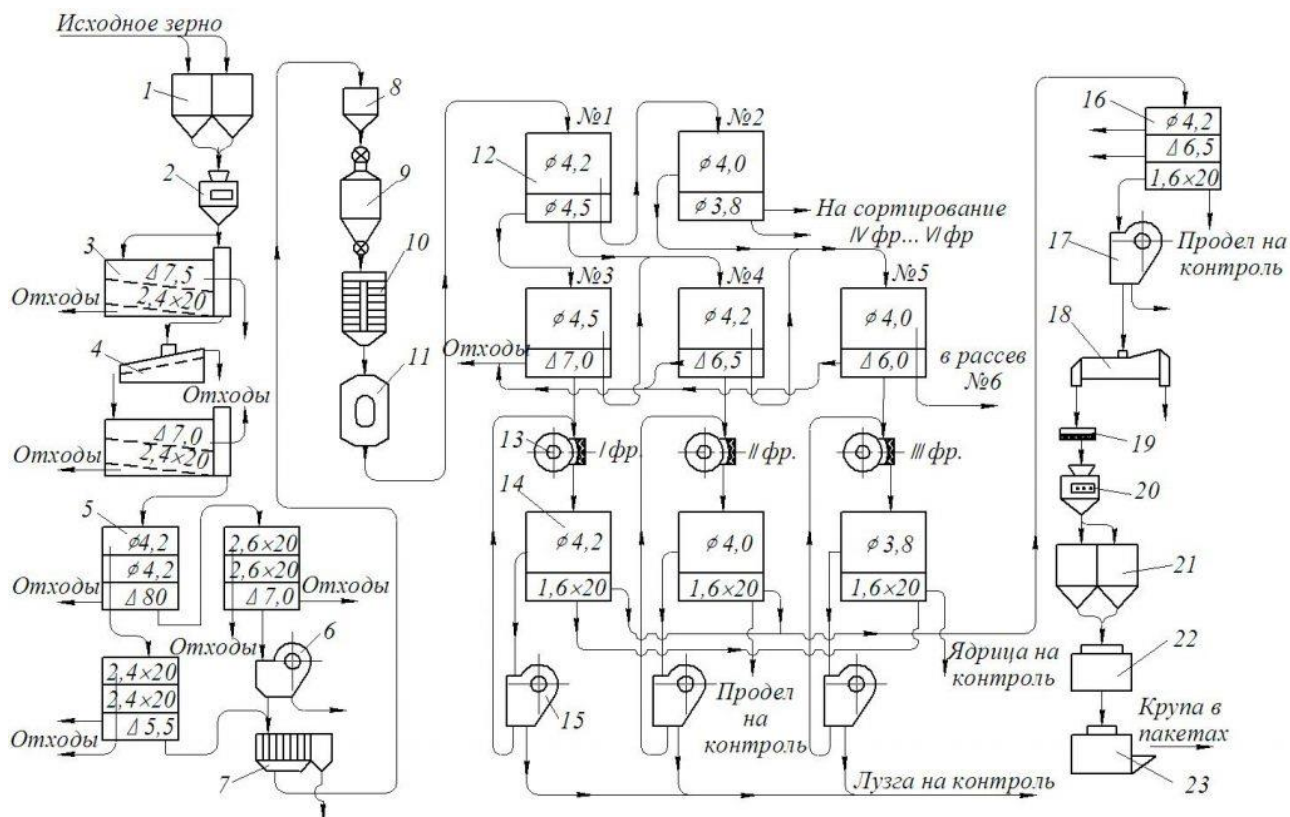 Исходное зерно
1
2
3
Δ 7,5
2,4×20
Отходы
4
Отходы
Δ 7,0
2,4×20
Отходы
5
ϕ4,2
ϕ4,2
Δ 80
Отходы
2,6×20
2,6×20
Δ 7,0
Отходы
Отходы
6
2,4×20
2,4×20
Δ 5,5
Отходы
7
8
9
10
11
№1
12
ϕ 4,2
ϕ 4,5
№2
ϕ 4,0
ϕ 3,8
На сортирование
IV фр... VI фр
№3
ϕ 4,5
Δ 7,0
Отходы
№4
ϕ 4,2
Δ 6,5
№5
ϕ 4,0
Δ 6,0
в рассев
№6
13
I фр.
II фр.
III фр.
14
ϕ 4,2
1,6×20
ϕ 4,0
1,6×20
ϕ 3,8
1,6×20
Ядрица на
контроль
15
Продел
на
контроль
Лузга на контроль
16
ϕ 4,2
Δ 6,5
1,6×20
17
Продел на
контроль
18
19
20
21
22
Крупа в
пакетах
23